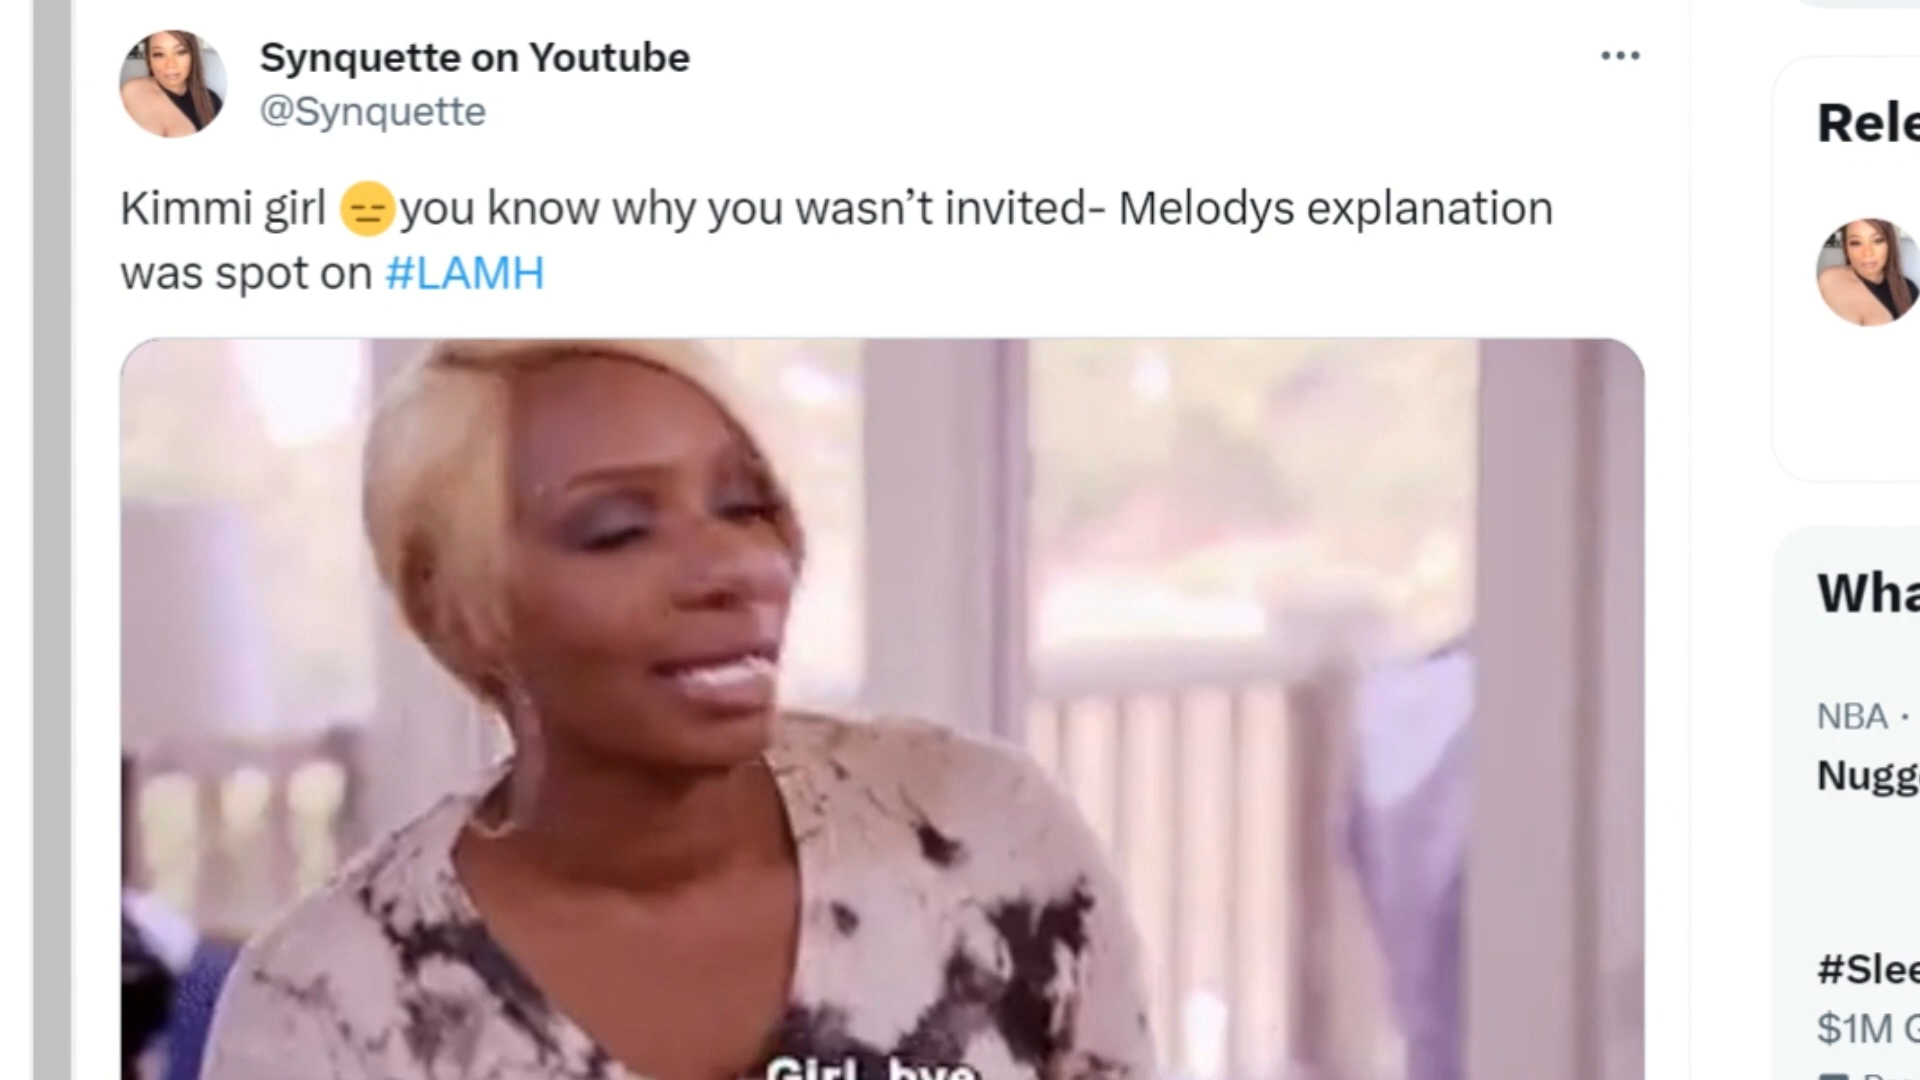 Synquette on Youtube
@Synquette
Kimmi girl 😑you know why you wasn't invited- Melodys explanation
was spot on #LAMH
Girl, bye
Rele
Wha
NBA ·
Nugg
#Slee
$1M G